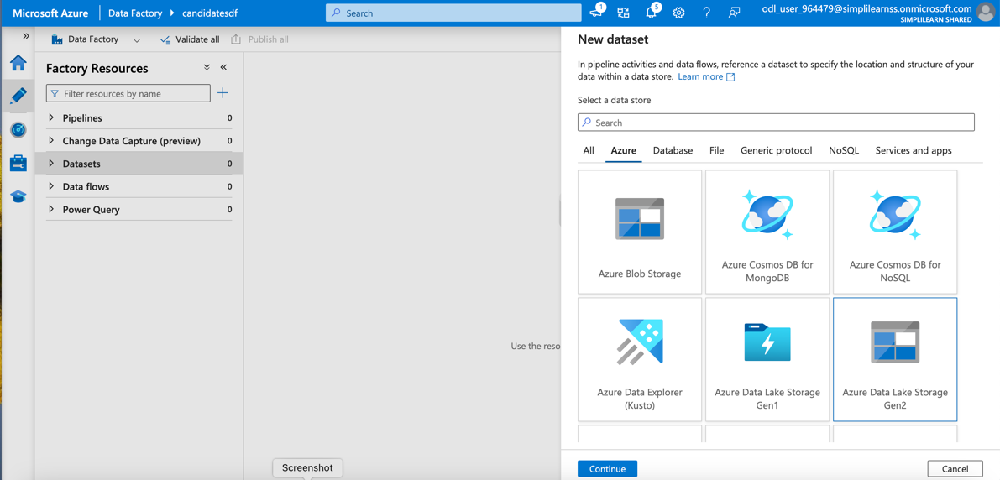 Microsoft Azure
Data Factory
candidatesdf
Search
1
5
odl_user_964479@simplilearnss.onmicrosoft.com
SIMPLILEARN SHARED
Data Factory
Validate all
Publish all
Factory Resources
Filter resources by name
Pipelines 0
Change Data Capture (preview) 0
Datasets 0
Data flows 0
Power Query 0
Use the reso
Screenshot
New dataset
In pipeline activities and data flows, reference a dataset to specify the location and structure of your
data within a data store. Learn more
Select a data store
Search
All Azure Database File Generic protocol NoSQL Services and apps
Azure Blob Storage
Azure Cosmos DB for
MongoDB
Azure Cosmos DB for
NoSQL
Azure Data Explorer
(Kusto)
Azure Data Lake Storage
Gen1
Azure Data Lake Storage
Gen2
Continue
Cancel